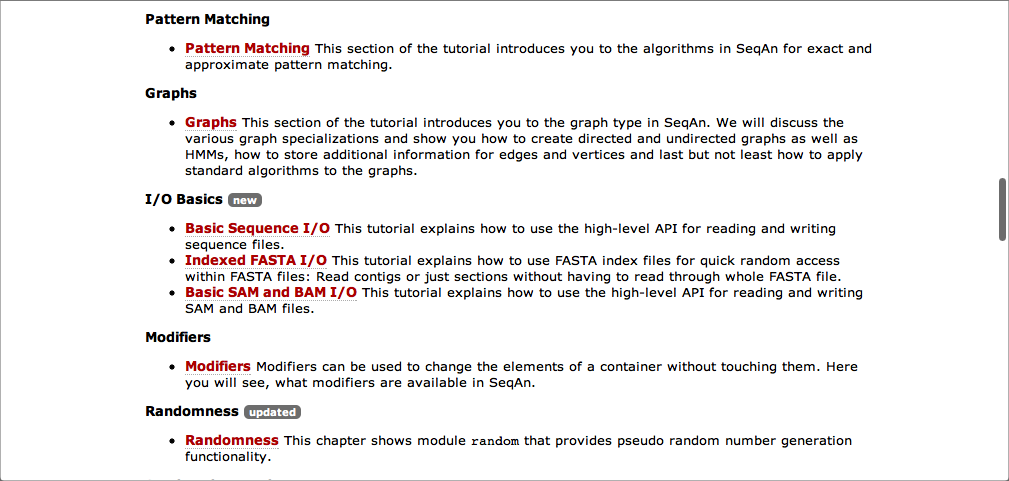 Pattern Matching
Pattern Matching This section of the tutorial introduces you to the algorithms in SeqAn for exact and
approximate pattern matching.
Graphs
Graphs This section of the tutorial introduces you to the graph type in SeqAn. We will discuss the
various graph specializations and show you how to create directed and undirected graphs as well as
HMMs, how to store additional information for edges and vertices and last but not least how to apply
standard algorithms to the graphs.
I/O Basics new
Basic Sequence I/O This tutorial explains how to use the high-level API for reading and writing
sequence files.
Indexed FASTA I/O This tutorial explains how to use FASTA index files for quick random access
within FASTA files: Read contigs or just sections without having to read through whole FASTA file.
Basic SAM and BAM I/O This tutorial explains how to use the high-level API for reading and writing
SAM and BAM files.
Modifiers
Modifiers Modifiers can be used to change the elements of a container without touching them. Here
you will see, what modifiers are available in SeqAn.
Randomness updated
Randomness This chapter shows module random that provides pseudo random number generation
functionality.